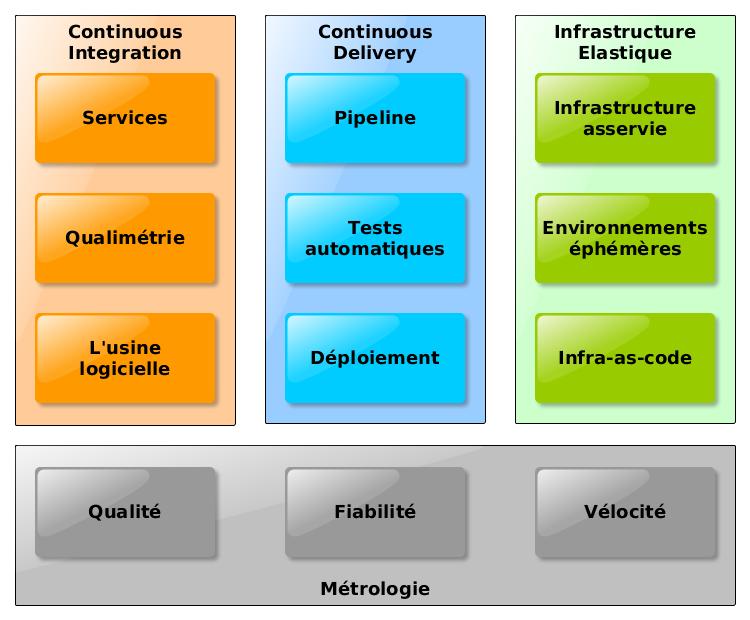 Continuous
Integration
Services
Qualimétrie
L'usine
logicielle
Continuous
Delivery
Pipeline
Tests
automatiques
Déploiement
Infrastructure
Elastique
Infrastructure
asservie
Environnements
éphémères
Infra-as-code
Qualité
Fiabilité
Vélocité
Métrologie